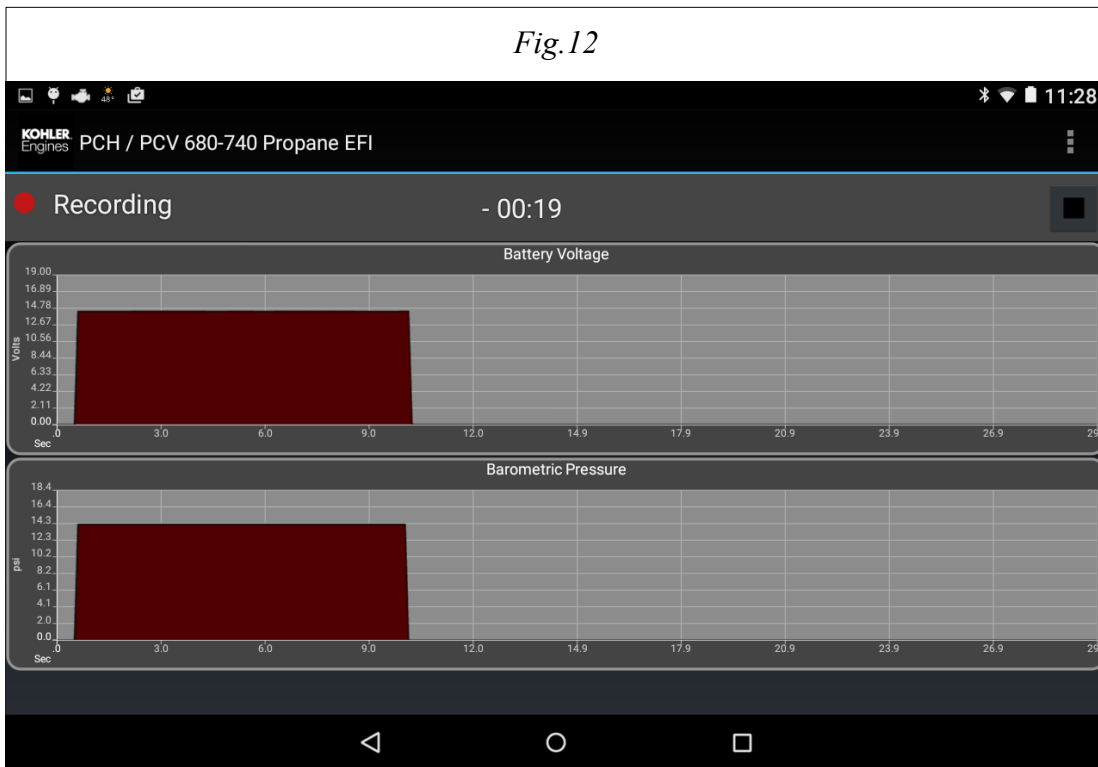 Fig.12
48°
11:28
KOHLER
Engines
PCH / PCV 680-740 Propane EFI
Recording
- 00:19
Battery Voltage
19.00
16.89
14.78
12.67
10.56
8.44
6.33
4.22
2.11
0.00
Volts
.0 3.0 6.0 9.0 12.0 14.9 17.9 20.9 23.9 26.9 29
Sec
Barometric Pressure
18.4
16.4
14.3
12.3
10.2
8.2
6.1
4.1
2.0
0.0
psi
.0 3.0 6.0 9.0 12.0 14.9 17.9 20.9 23.9 26.9 29
Sec